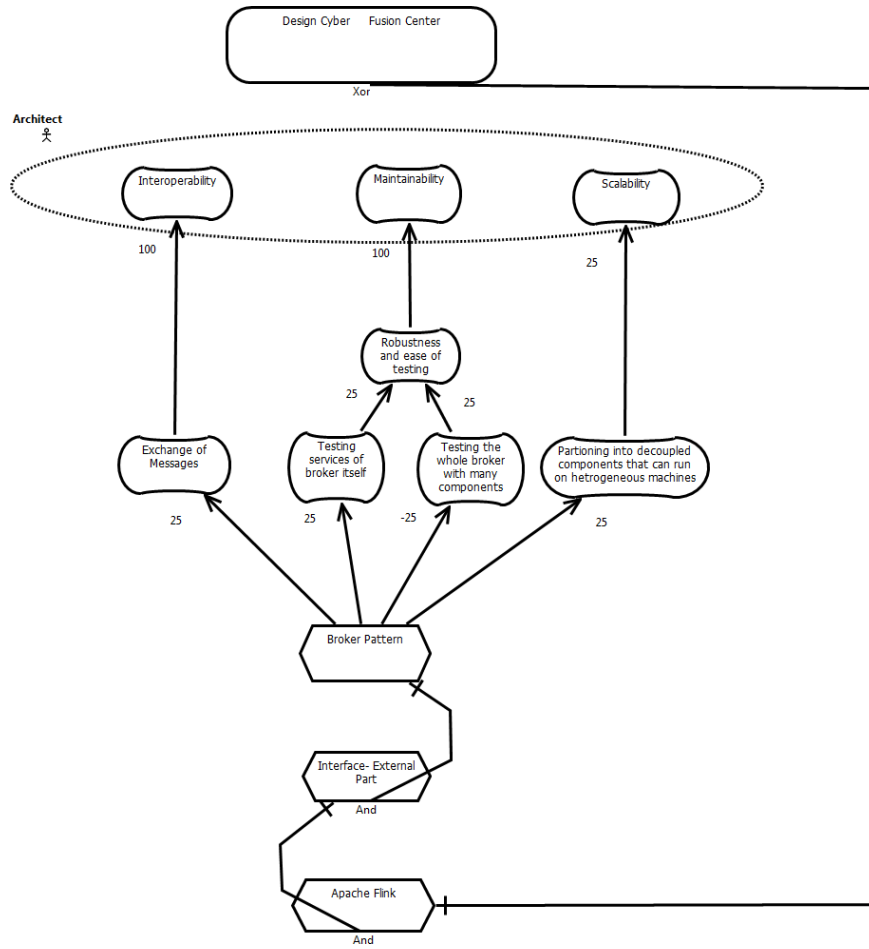 Design Cyber Fusion Center
Xor
Architect
Interoperability
Maintainability
Scalability
100
100
25
Robustness
and ease of
testing
25
25
Exchange of
Messages
Testing
services of
broker itself
Testing the
whole broker
with many
components
Partioning into decoupled
components that can run
on hetrogeneous machines
25
25
-25
25
Broker Pattern
Interface- External
Part
And
Apache Flink
And